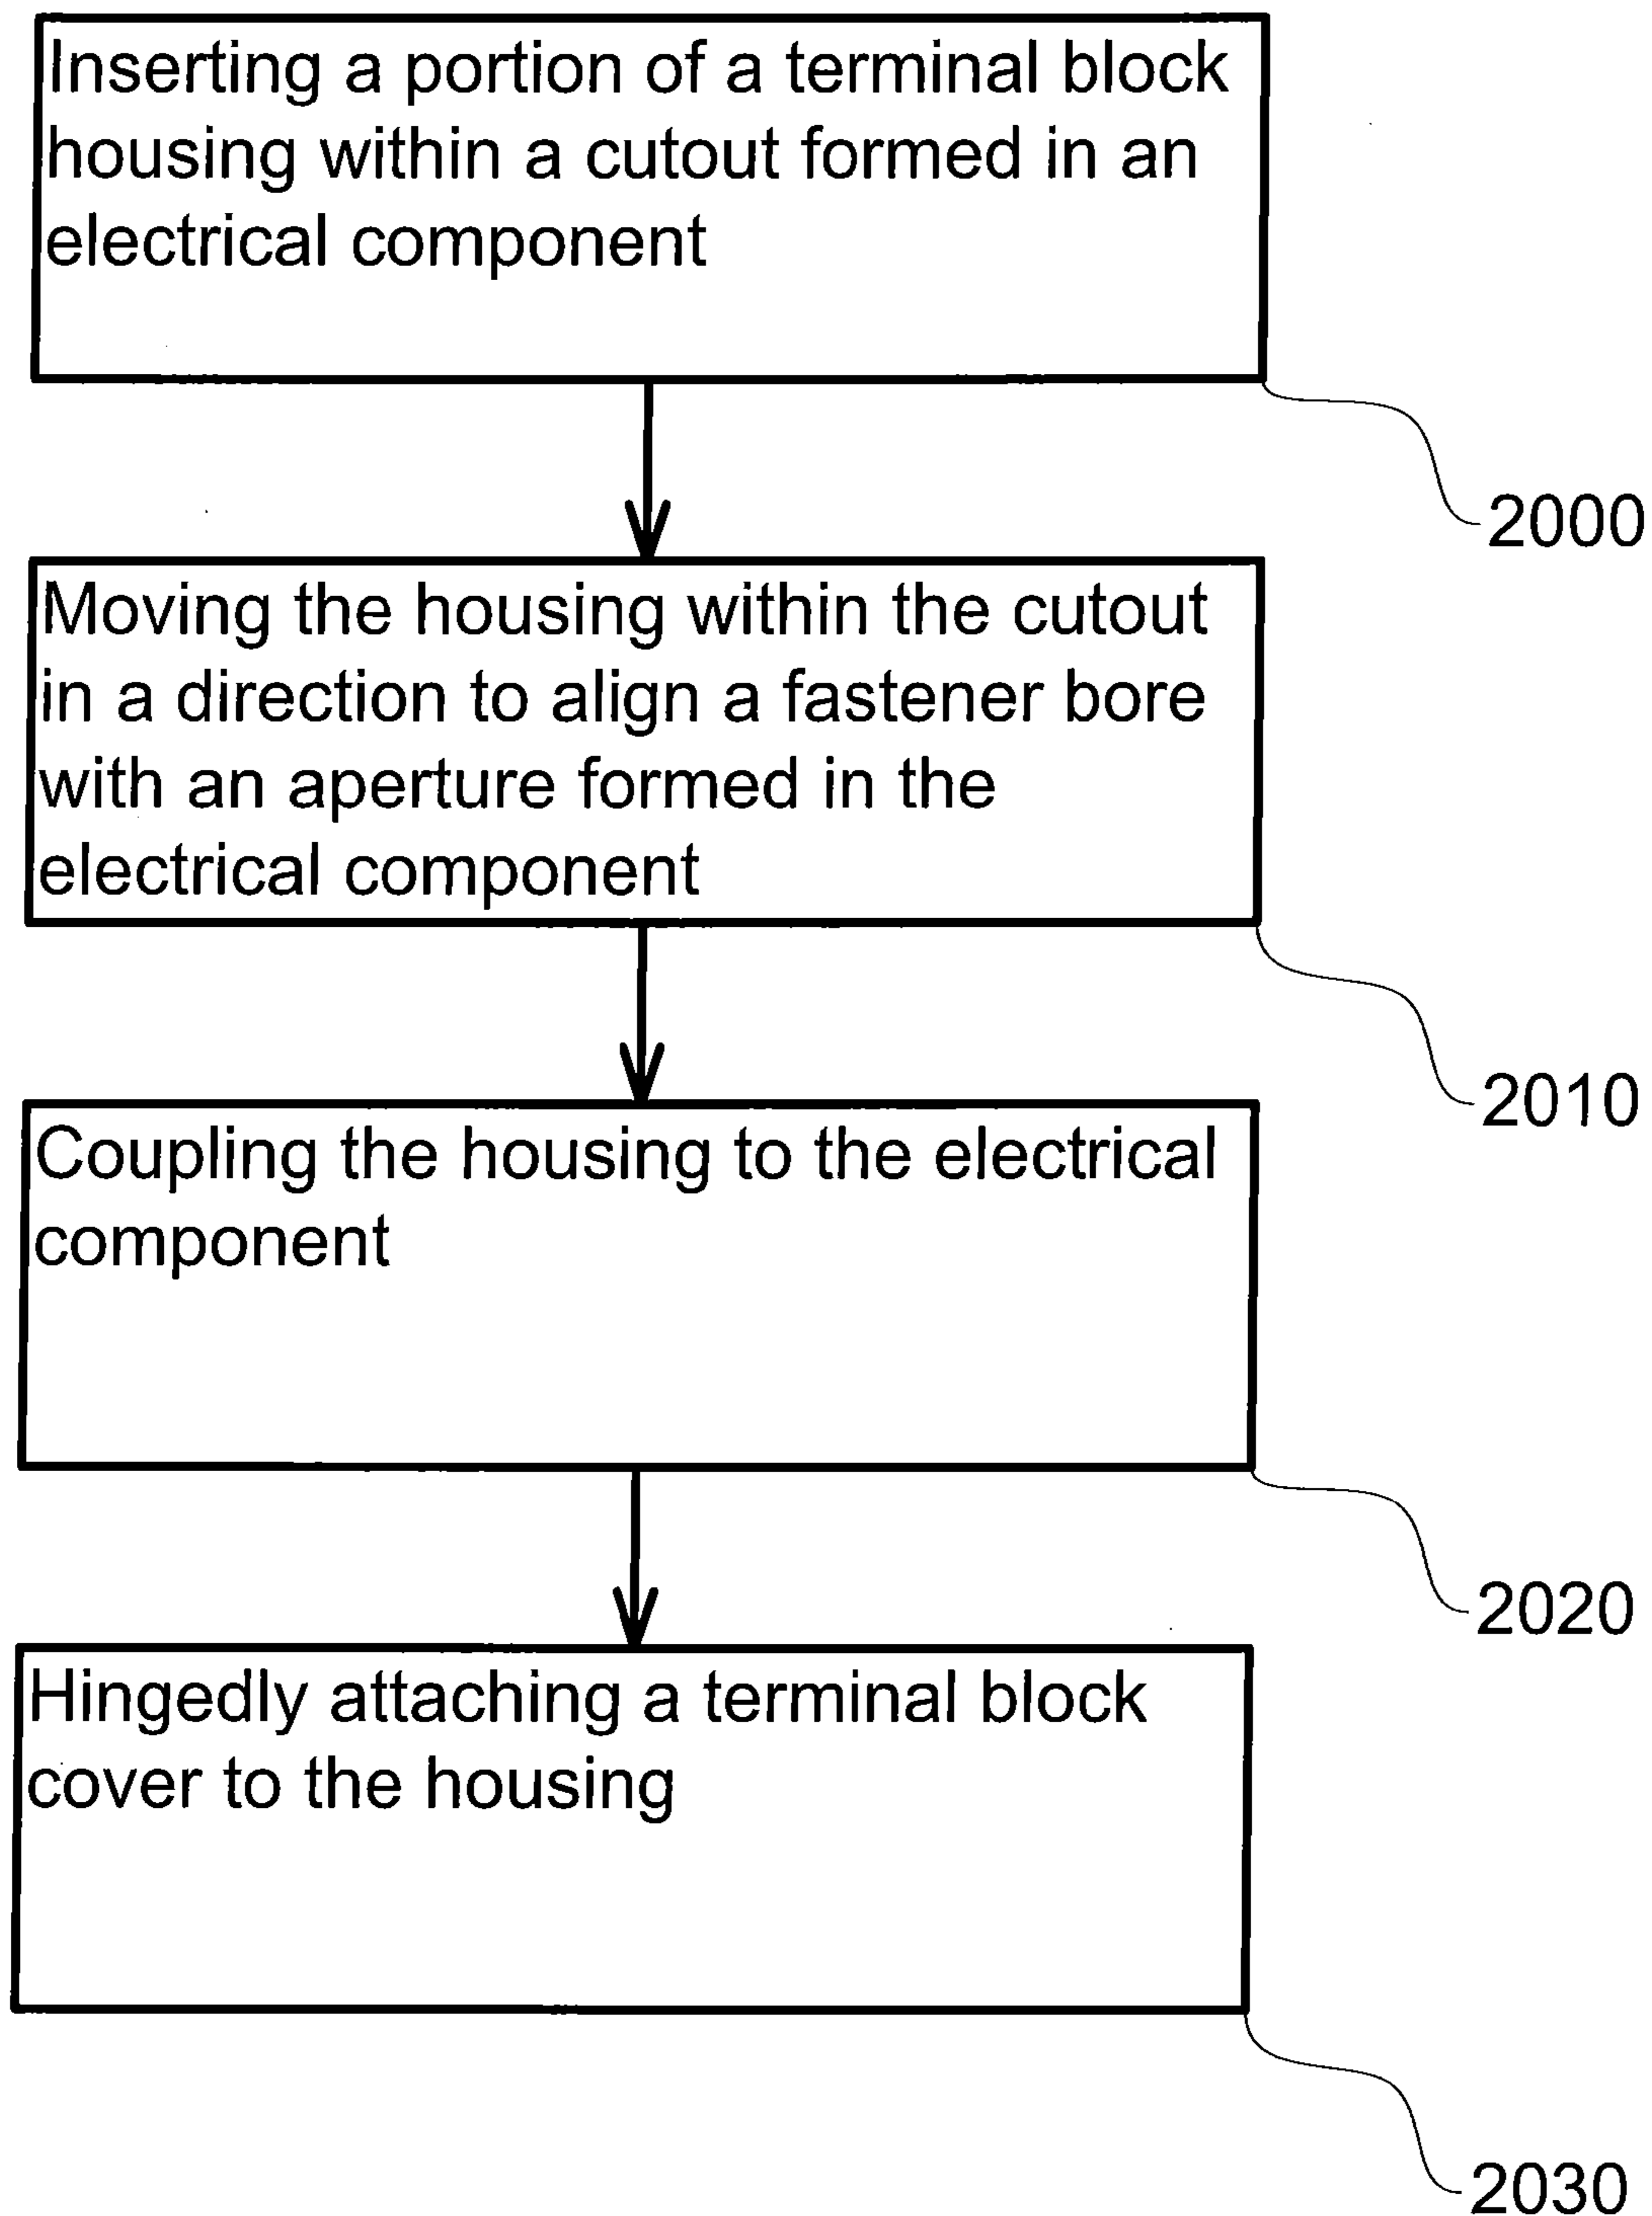 Inserting a portion of a terminal block
housing within a cutout formed in an
electrical component
2000
Moving the housing within the cutout
in a direction to align a fastener bore
with an aperture formed in the
electrical component
2010
Coupling the housing to the electrical
component
2020
Hingedly attaching a terminal block
cover to the housing
2030